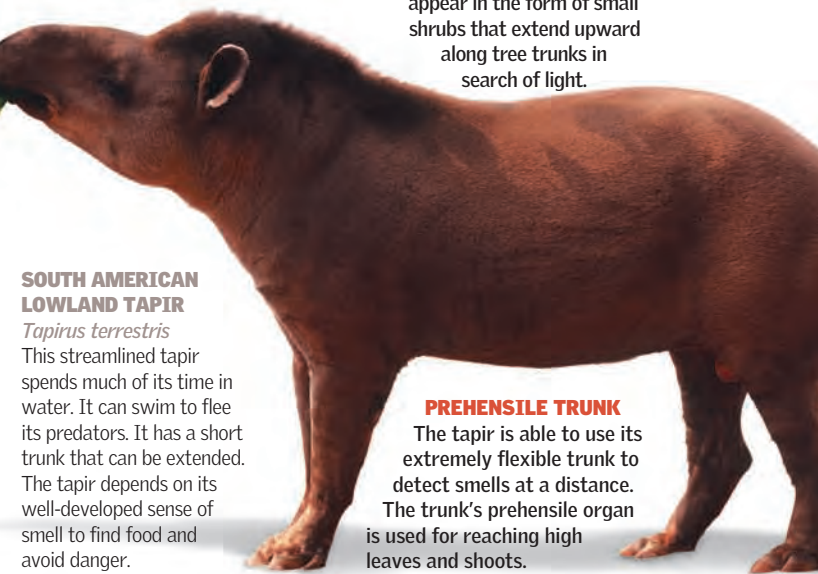 appear in the form of small
shrubs that extend upward
along tree trunks in
search of light.
SOUTH AMERICAN
LOWLAND TAPIR
Tapirus terrestris
This streamlined tapir
spends much of its time in
water. It can swim to flee
its predators. It has a short
trunk that can be extended.
The tapir depends on its
well-developed sense of
smell to find food and
avoid danger.
PREHENSILE TRUNK
The tapir is able to use its
extremely flexible trunk to
detect smells at a distance.
The trunk's prehensile organ
is used for reaching high
leaves and shoots.